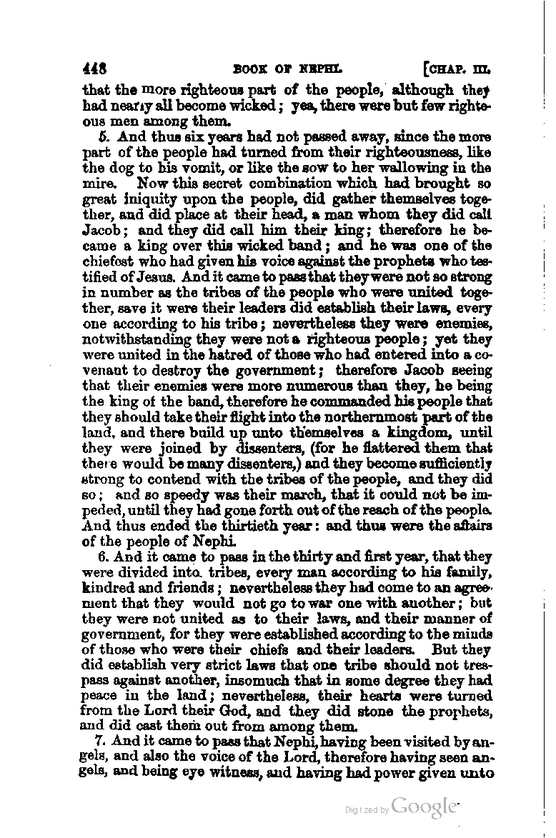 448 BOOK OF NEPHI. [CHAP. III.
that the more righteous part of the people, although they
had nearly all become wicked; yea, there were but few righte-
ous men among them.
5. And thus six years had not passed away, since the more
part of the people had turned from their righteousness, like
the dog to his vomit, or like the sow to her wallowing in the
mire. Now this secret combination which had brought so
great iniquity upon the people, did gather themselves toge-
ther, and did place at their head, a man whom they did call
Jacob; and they did call him their king; therefore he be-
came a king over this wicked band; and he was one of the
chiefest who had given his voice against the prophets who tes-
tified of Jesus. And it came to pass that they were not so strong
in number as the tribes of the people who were united toge-
ther, save it were their leaders did establish their laws, every
one according to his tribe; nevertheless they were enemies,
notwithstanding they were not a righteous people; yet they
were united in the hatred of those who had entered into a co-
venant to destroy the government; therefore Jacob seeing
that their enemies were more numerous than they, he being
the king of the band, therefore he commanded his people that
they should take their flight into the northernmost part of the
land, and there build up unto themselves a kingdom, until
they were joined by dissenters, (for he flattered them that
there would be many dissenters,) and they become sufficiently
strong to contend with the tribes of the people, and they did
so; and so speedy was their march, that it could not be im-
peded, until they had gone forth out of the reach of the people.
And thus ended the thirtieth year: and thus were the affairs
of the people of Nephi.
6. And it came to pass in the thirty and first year, that they
were divided into tribes, every man according to his family,
kindred and friends; nevertheless they had come to an agree-
ment that they would not go to war one with another; but
they were not united as to their laws, and their manner of
government, for they were established according to the minds
of those who were their chiefs and their leaders. But they
did establish very strict laws that one tribe should not tres-
pass against another, insomuch that in some degree they had
peace in the land; nevertheless, their hearts were turned
from the Lord their God, and they did stone the prophets,
and did cast them out from among them.
7. And it came to pass that Nephi, having been visited by an-
gels, and also the voice of the Lord, therefore having seen an-
gels, and being eye witness, and having had power given unto
Digitized by Google